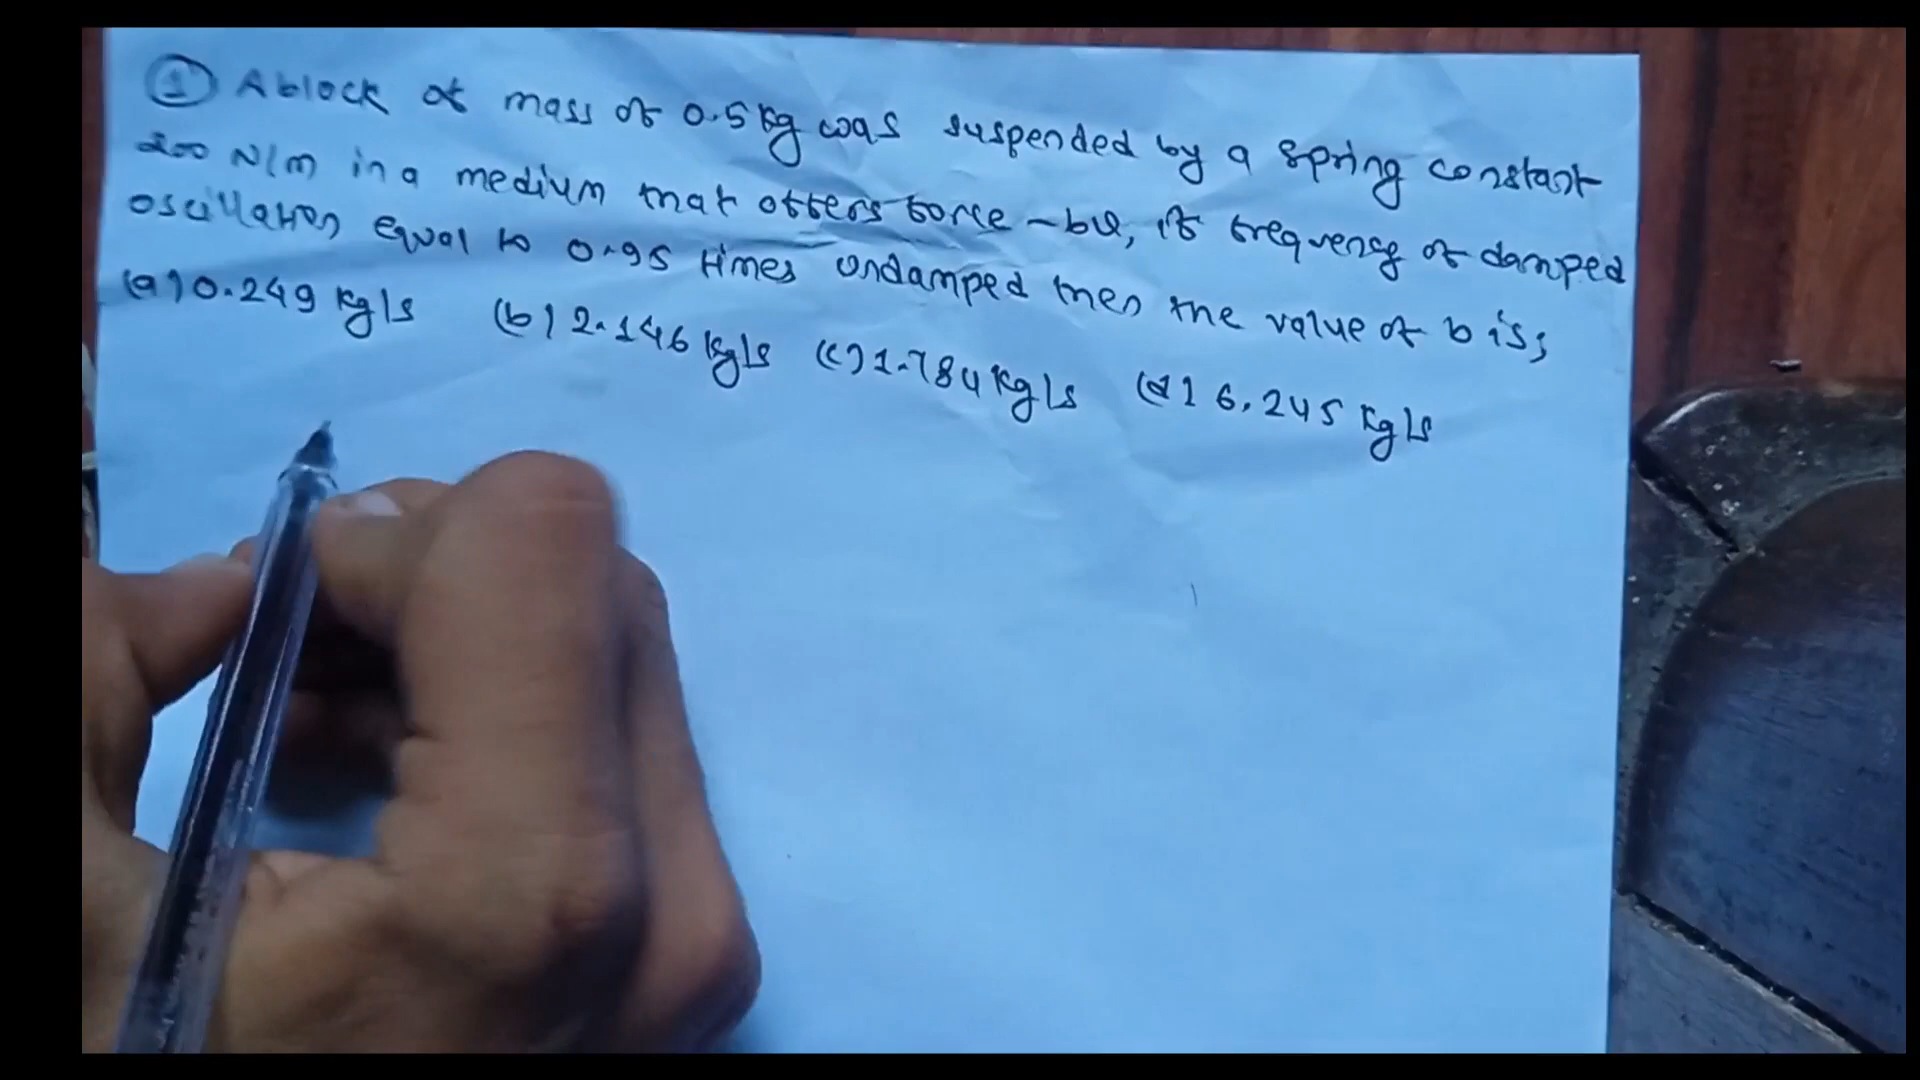 ① A block of mass of 0.5 kg was suspended by a spring constant
200 N/m in a medium that offers force -bv, if frequency of damped
oscillation equal to 0.95 times undamped then the value of b is;
(a) 0.249 kg/s (b) 2.146 kg/s (c) 1.784 kg/s (d) 6.245 kg/s